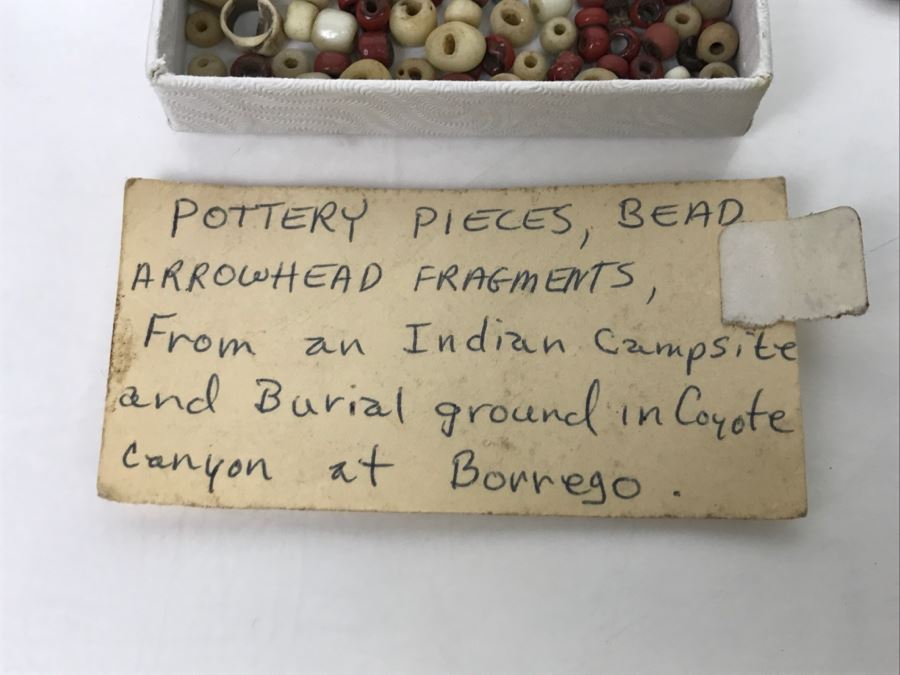 POTTERY PIECES, BEAD
ARROWHEAD FRAGMENTS,
From an Indian Campsite
and Burial ground in Coyote
Canyon at Borrego.